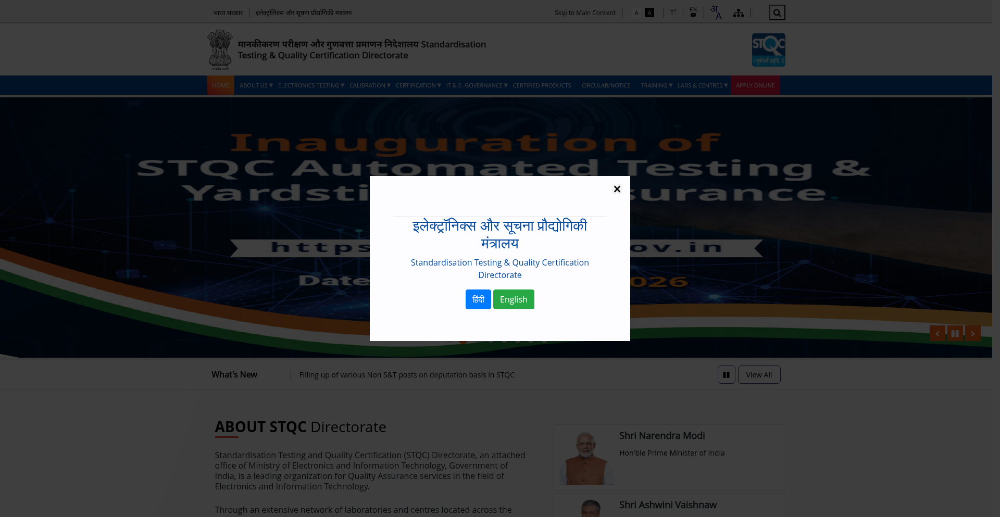 भारत सरकार
इलेक्ट्रॉनिक्स और सूचना प्रौद्योगिकी मंत्रालय
Skip to Main Content
A
A
TT
अ
A
मानकीकरण परीक्षण और गुणवत्ता प्रमाणन निदेशालय Standardisation
Testing & Quality Certification Directorate
सत्यमेव जयते
STQC
HOME
ABOUT US
ELECTRONICS TESTING
CALIBRATION
CERTIFICATION
IT & E- GOVERNANCE
CERTIFIED PRODUCTS
CIRCULAR/NOTICE
TRAINING
LABS & CENTRES
APPLY ONLINE
Inauguration of
STQC Automated Testing &
Yardsti
surance
https
ov.in
Date
2026
इलेक्ट्रॉनिक्स और सूचना प्रौद्योगिकी
मंत्रालय
Standardisation Testing & Quality Certification
Directorate
हिंदी
English
What's New
Filling up of various Non S&T posts on deputation basis in STQC
View All
ABOUT STQC Directorate
Standardisation Testing and Quality Certification (STQC) Directorate, an attached
office of Ministry of Electronics and Information Technology, Government of
India, is a leading organization for Quality Assurance services in the field of
Electronics and Information Technology.
Through an extensive network of laboratories and centres located across the
Shri Narendra Modi
Hon'ble Prime Minister of India
Shri Ashwini Vaishnaw